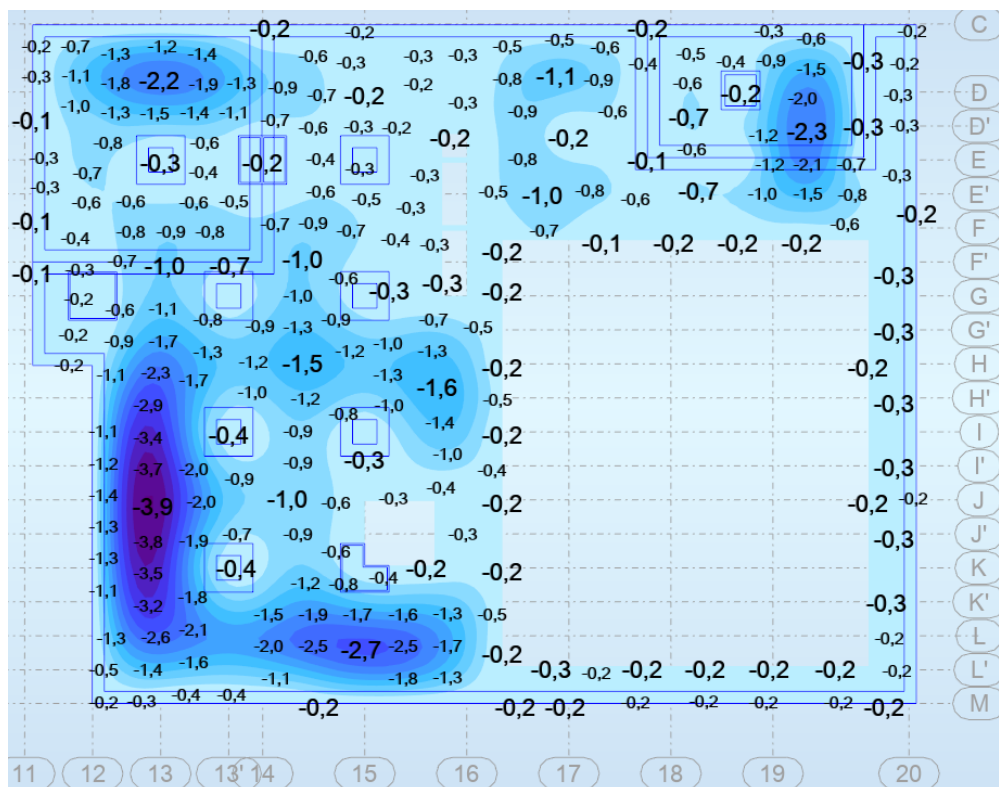 -0,2 -0,2 -0,3 -0,2 C
-0,2 -0,7 -1,3 -1,2 -1,4 -0,6 -0,3 -0,3 -0,3 -0,5 -0,5 -0,6 -0,4 -0,5 -0,4 -0,9 -0,6 -0,3 -0,2
-0,3 -1,1 -1,8 -2,2 -1,9 -1,3 -0,9 -0,7 -0,2 -0,2 -0,8 -1,1 -0,9 -0,6 -0,2 -1,5 -0,3 D
-1,0 -1,3 -1,5 -1,4 -1,1 -0,3 -0,6 -2,0
-0,1 -0,7 -0,6 -0,3 -0,2 -0,7 -0,3 -0,3 D'
-0,8 -0,6 -0,2 -0,2 -1,2 -2,3
-0,3 -0,3 -0,2 -0,4 -0,3 -0,8 -0,1 -0,6 -1,2 -2,1 -0,7 E
-0,3 -0,7 -0,4 -0,3 -0,3
-0,6 -0,6 -0,6 -0,5 -0,6 -0,5 -0,3 -0,5 -1,0 -0,8 -0,6 -0,7 -1,0 -1,5 -0,8 E'
-0,1 -0,4 -0,8 -0,9 -0,8 -0,7 -0,9 -0,7 -0,4 -0,3 -0,7 -0,6 -0,2 F
-0,2 -0,1 -0,2 -0,2 -0,2
-0,1 -0,3 -0,7 -1,0 -0,7 -1,0 -0,3 F'
-0,2 -0,6 -1,1 -1,0 -0,6 -0,3 -0,3 G
-0,2 -0,9 -0,8 -0,9 -1,3 -0,9 -0,7 -0,5 -0,3 G'
-0,2 -1,7 -1,3 -1,2 -1,5 -1,2 -1,0 -1,3 -0,2 -0,2 H
-1,1 -2,3 -1,7 -1,3 -1,6
-2,9 -1,0 -1,2 -1,0 -0,5 -0,3 H'
-1,1 -3,4 -0,4 -0,9 -0,8 -1,4 -0,2 I
-1,2 -3,7 -2,0 -0,9 -0,9 -0,3 -1,0 -0,4 -0,3 I'
-1,4 -3,9 -2,0 -1,0 -0,6 -0,3 -0,4 -0,2 -0,2 -0,2 J
-1,3 -3,8 -0,7 -0,9 -0,3 -0,3 J'
-1,3 -3,5 -0,4 -0,6 -0,4 -0,2 -0,2 K
-1,1 -3,2 -1,8 -1,2 -0,8 -0,3 K'
-1,5 -1,9 -1,7 -1,6 -1,3 -0,5
-1,3 -2,6 -2,1 -2,0 -2,5 -2,7 -2,5 -1,7 -0,2 -0,2 L
-0,5 -1,4 -1,6 -1,1 -1,8 -1,3 -0,3 -0,2 -0,2 -0,2 -0,2 -0,2 -0,2 L'
0,2 -0,3 -0,4 -0,4 -0,2 -0,2 -0,2 0,2 -0,2 0,2 0,2 -0,2 M
11 12 13 13' 14 15 16 17 18 19 20